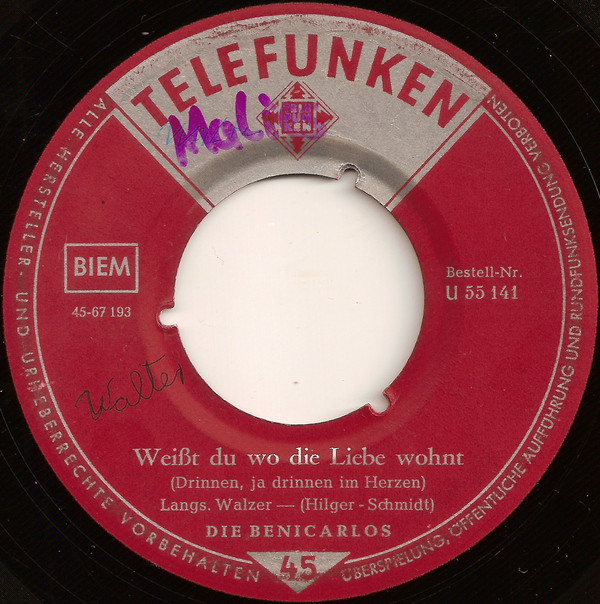 TELEFUNKEN
Mali
BIEM
45-67 193
Bestell-Nr.
U 55 141
Walter
Weißt du wo die Liebe wohnt
(Drinnen, ja drinnen im Herzen)
Langs. Walzer — (Hilger - Schmidt)
DIE BENICARLOS
45
ALLE HERSTELLER- UND URHEBERRECHTE VORBEHALTEN
ÜBERSPIELUNG, ÖFFENTLICHE AUFFÜHRUNG UND RUNDFUNKSENDUNG VERBOTEN